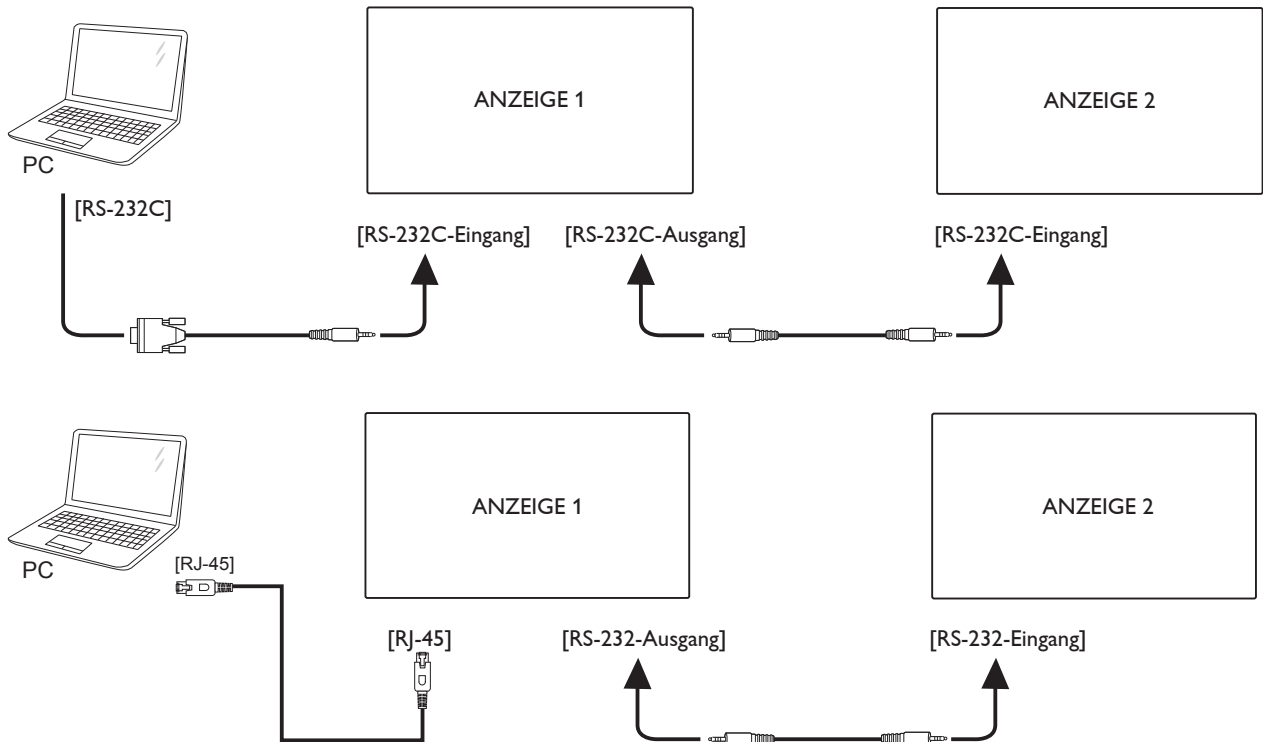 ANZEIGE 1
ANZEIGE 2
PC
[RS-232C]
[RS-232C-Eingang]
[RS-232C-Ausgang]
[RS-232C-Eingang]
ANZEIGE 1
ANZEIGE 2
PC
[RJ-45]
[RJ-45]
[RS-232-Ausgang]
[RS-232-Eingang]